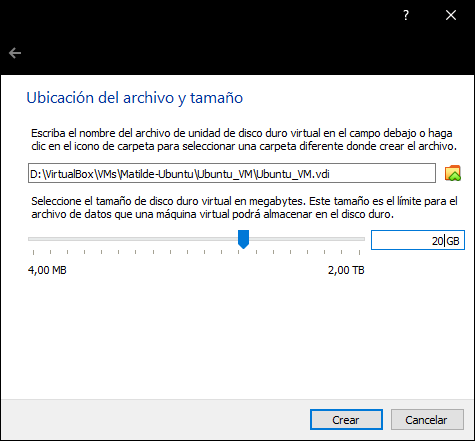 ?
Ubicación del archivo y tamaño
Escriba el nombre del archivo de unidad de disco duro virtual en el campo debajo o haga
clic en el icono de carpeta para seleccionar una carpeta diferente donde crear el archivo.
D:\VirtualBox\VMs\Matilde-Ubuntu\Ubuntu_VM\Ubuntu_VM.vdi
Seleccione el tamaño de disco duro virtual en megabytes. Este tamaño es el límite para el
archivo de datos que una máquina virtual podrá almacenar en el disco duro.
20 GB
4,00 MB 2,00 TB
Crear Cancelar